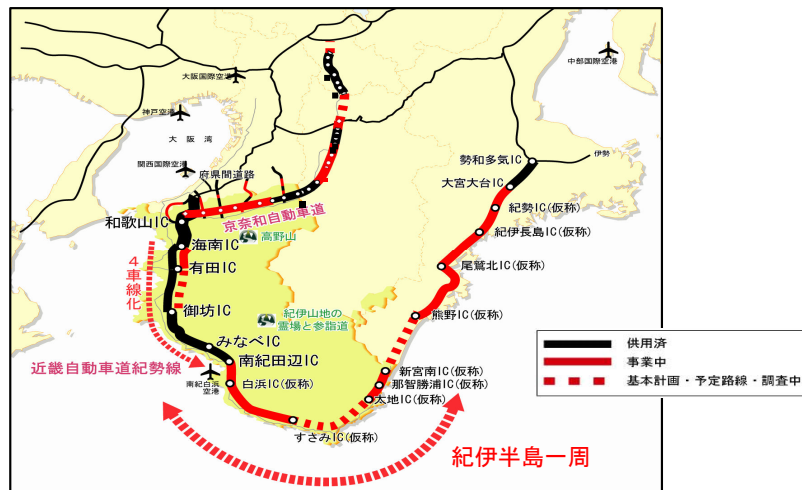 大阪国際空港
中部国際空港
神戸空港
大阪湾
関西国際空港
府県間道路
勢和多気IC
伊勢
大宮大台IC
和歌山IC
京奈和自動車道
紀勢IC(仮称)
海南IC
高野山
紀伊長島IC(仮称)
4車線化
有田IC
尾鷲北IC(仮称)
御坊IC
紀伊山地の
霊場と参詣道
熊野IC(仮称)
みなべIC
近畿自動車道紀勢線
南紀田辺IC
南紀白浜
空港
白浜IC(仮称)
新宮南IC(仮称)
那智勝浦IC(仮称)
太地IC(仮称)
すさみIC(仮称)
紀伊半島一周
供用済
事業中
基本計画・予定路線・調査中